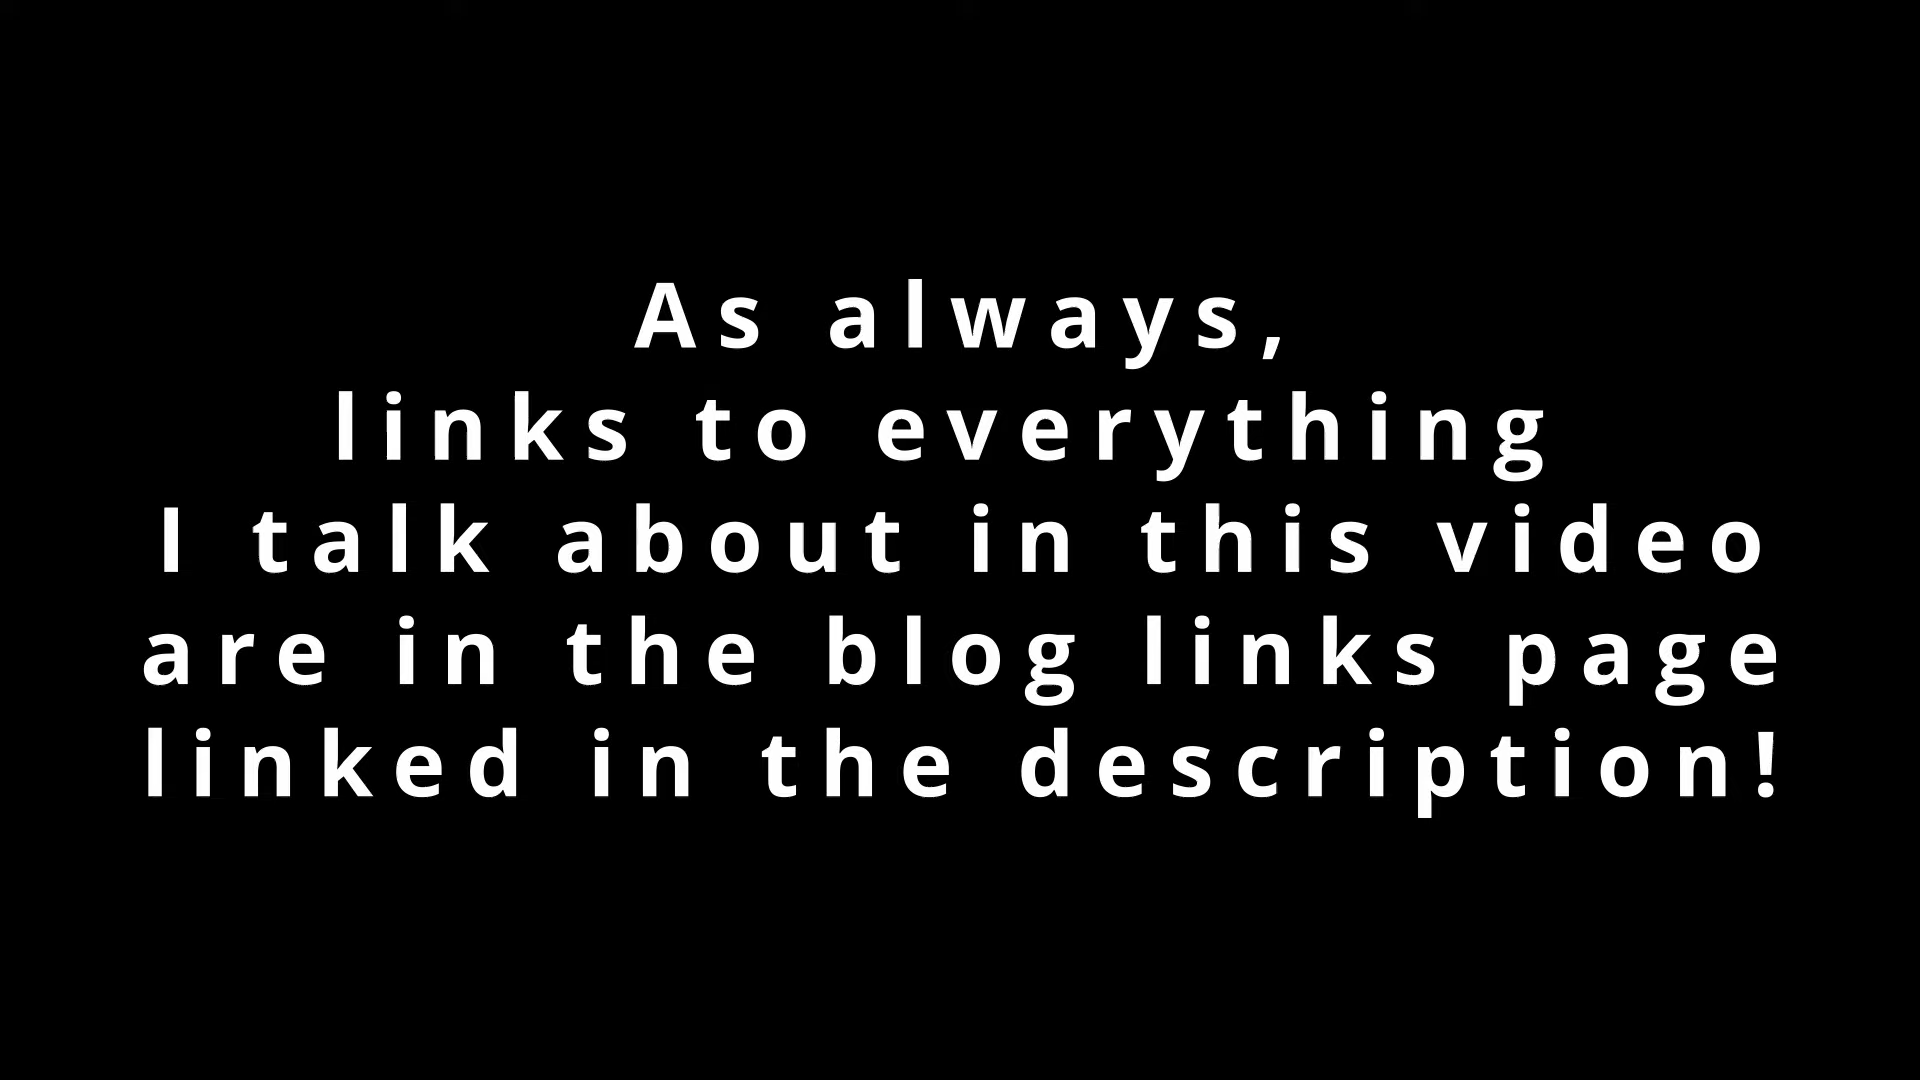 As always,
links to everything
I talk about in this video
are in the blog links page
linked in the description!